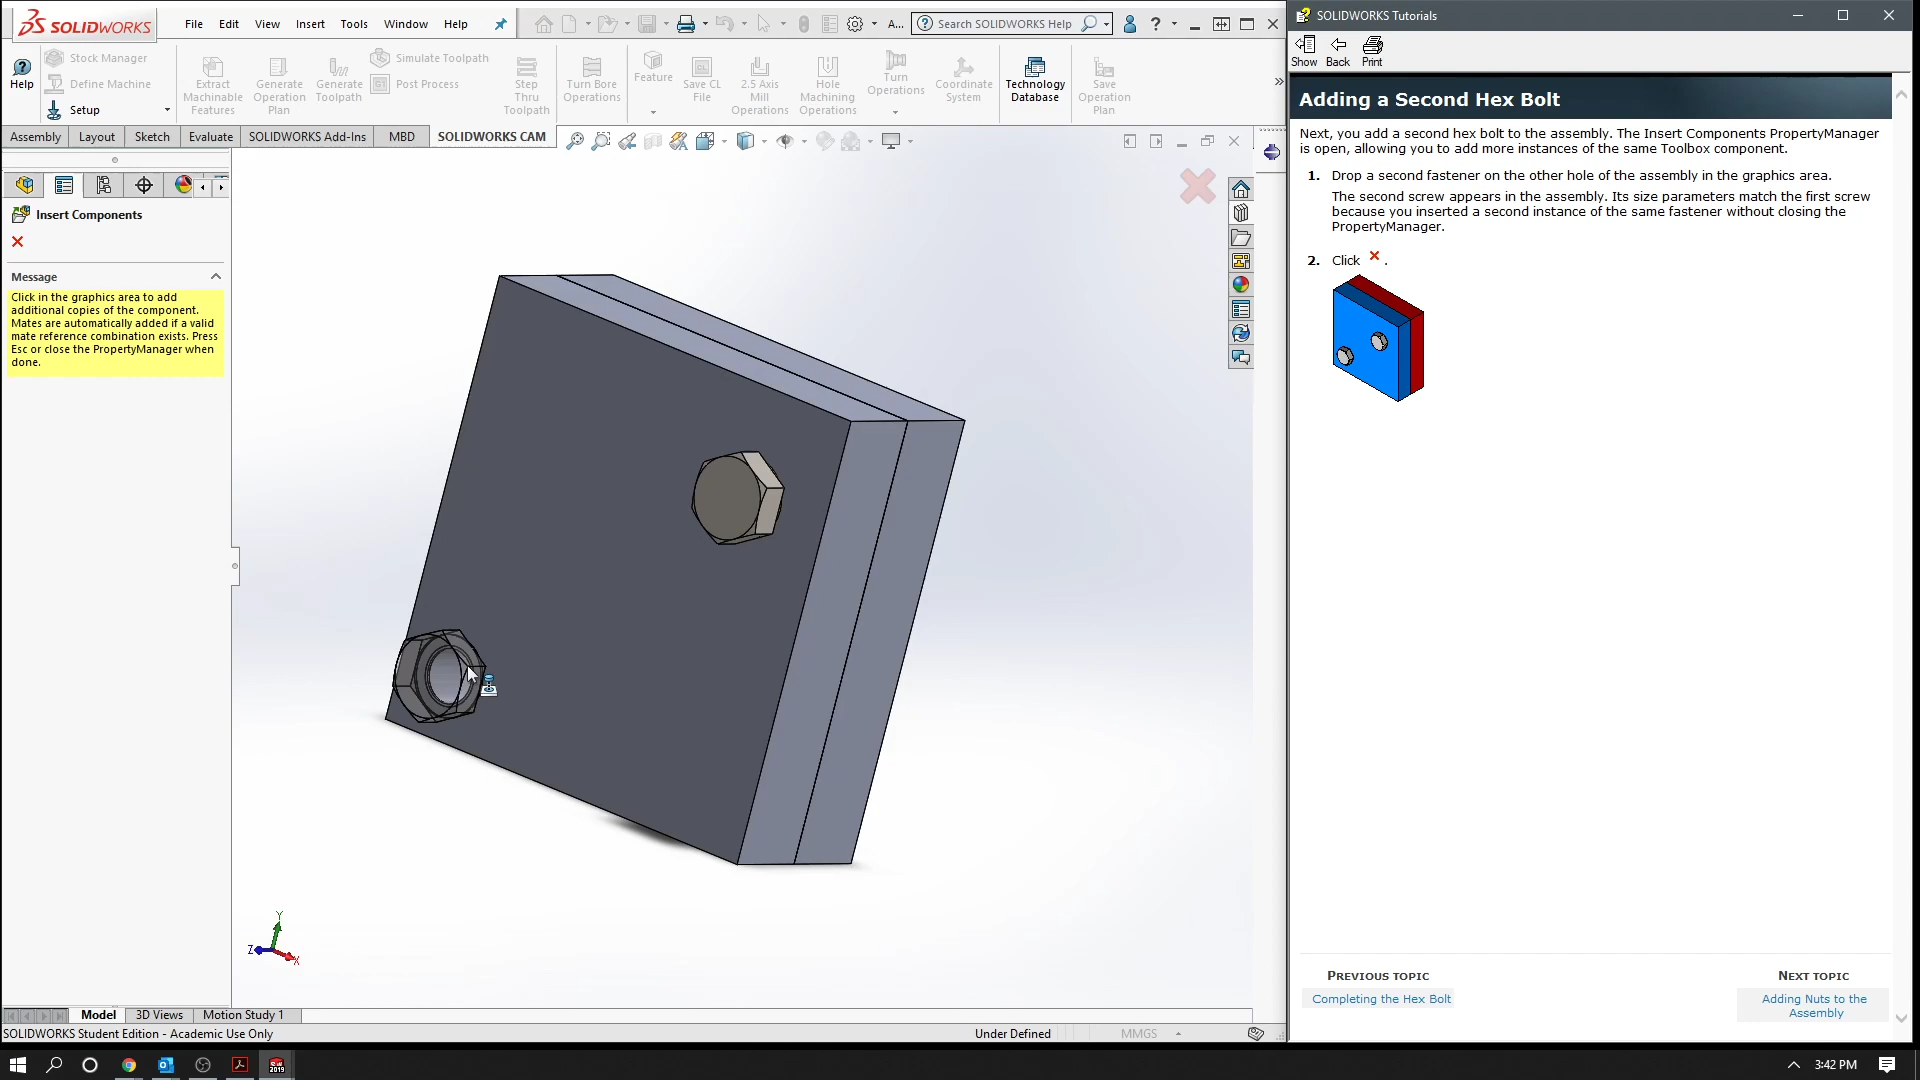 SOLIDWORKS
File Edit View Insert Tools Window Help
A...
Search SOLIDWORKS Help
?
Help
Stock Manager
Define Machine
Setup
Extract Machinable Features
Generate Operation Plan
Generate Toolpath
Simulate Toolpath
Post Process
Step Thru Toolpath
Turn Bore Operations
Feature
Save CL File
2.5 Axis Mill Operations
Hole Machining Operations
Turn Operations
Coordinate System
Technology Database
Save Operation Plan
Assembly Layout Sketch Evaluate SOLIDWORKS Add-Ins MBD SOLIDWORKS CAM
Insert Components
Message
Click in the graphics area to add
additional copies of the component.
Mates are automatically added if a valid
mate reference combination exists. Press
Esc or close the PropertyManager when
done.
Y
Z
X
Model 3D Views Motion Study 1
SOLIDWORKS Student Edition - Academic Use Only
Under Defined
MMGS
SOLIDWORKS Tutorials
Show Back Print
Adding a Second Hex Bolt
Next, you add a second hex bolt to the assembly. The Insert Components PropertyManager
is open, allowing you to add more instances of the same Toolbox component.
1. Drop a second fastener on the other hole of the assembly in the graphics area.
The second screw appears in the assembly. Its size parameters match the first screw
because you inserted a second instance of the same fastener without closing the
PropertyManager.
2. Click .
PREVIOUS TOPIC
Completing the Hex Bolt
NEXT TOPIC
Adding Nuts to the
Assembly
2019
3:42 PM